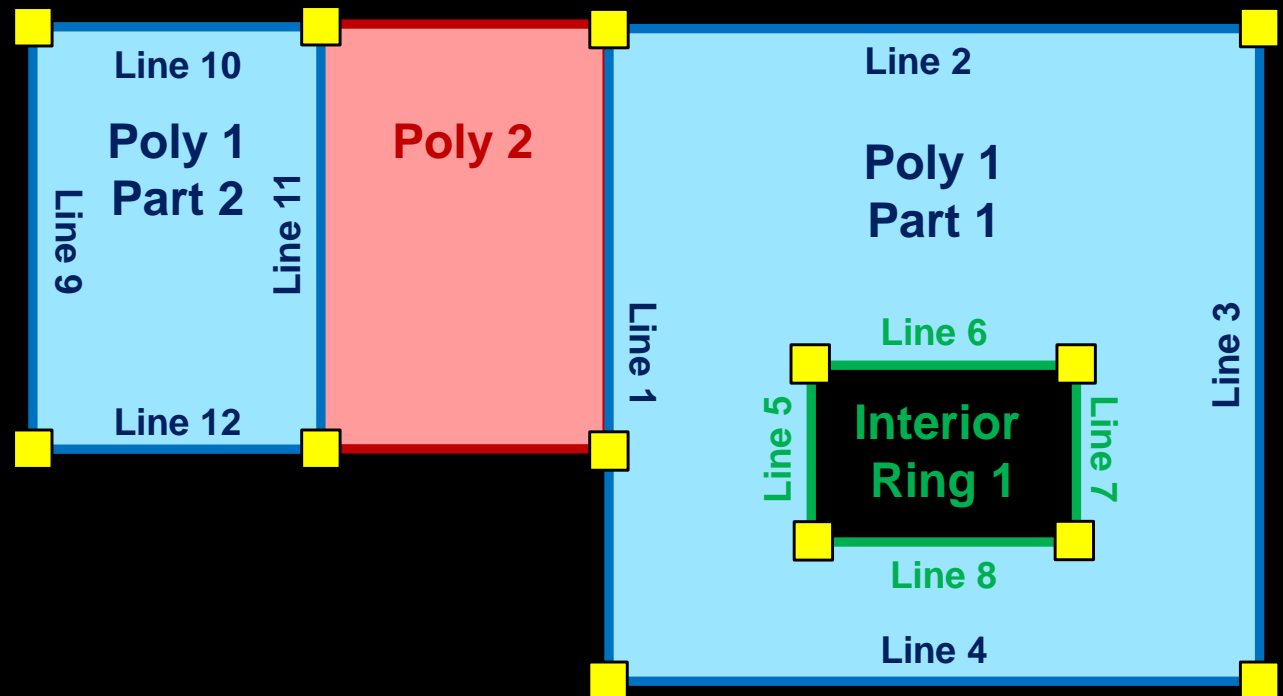 Line 10
Poly 1
Part 2
Line 9
Line 11
Line 12
Poly 2
Line 2
Poly 1
Part 1
Line 1
Line 3
Line 6
Line 5
Interior
Ring 1
Line 7
Line 8
Line 4